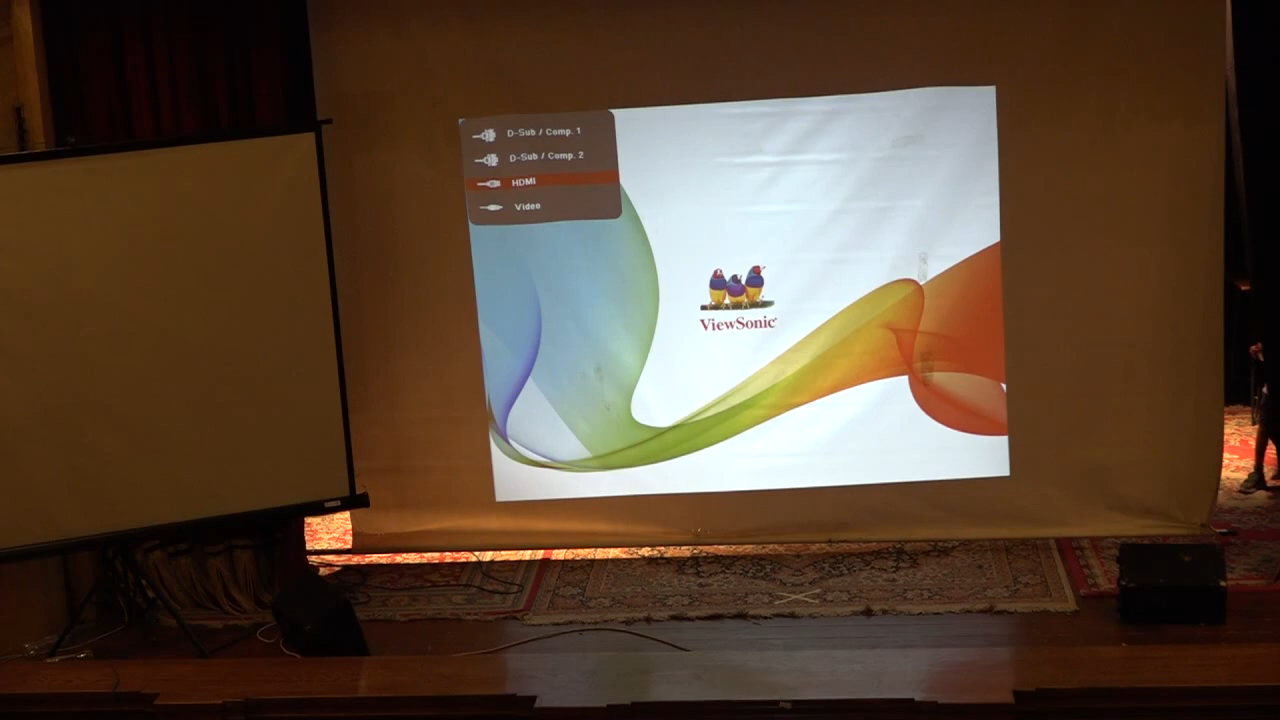 D-Sub / Comp. 1
D-Sub / Comp. 2
HDMI
Video
ViewSonic